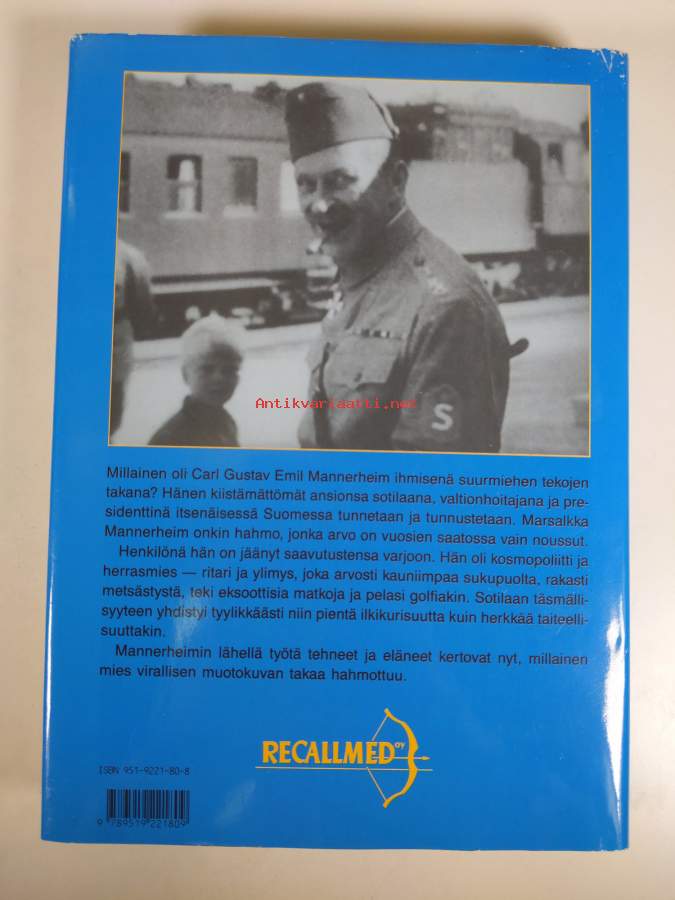 S
Antikvariaatti.net
Millainen oli Carl Gustav Emil Mannerheim ihmisenä suurmiehen tekojen
takana? Hänen kiistämättömät ansionsa sotilaana, valtionhoitajana ja pre-
sidenttinä itsenäisessä Suomessa tunnetaan ja tunnustetaan. Marsalkka
Mannerheim onkin hahmo, jonka arvo on vuosien saatossa vain noussut.
Henkilönä hän on jäänyt saavutustensa varjoon. Hän oli kosmopoliitti ja
herrasmies — ritari ja ylimys, joka arvosti kauniimpaa sukupuolta, rakasti
metsästystä, teki eksoottisia matkoja ja pelasi golfiakin. Sotilaan täsmälli-
syyteen yhdistyi tyylikkäästi niin pientä ilkikurisuutta kuin herkkää taiteelli-
suuttakin.
Mannerheimin lähellä työtä tehneet ja eläneet kertovat nyt, millainen
mies virallisen muotokuvan takaa hahmottuu.
RECALLMED OY
ISBN 951-9221-80-8
9 789519 221809